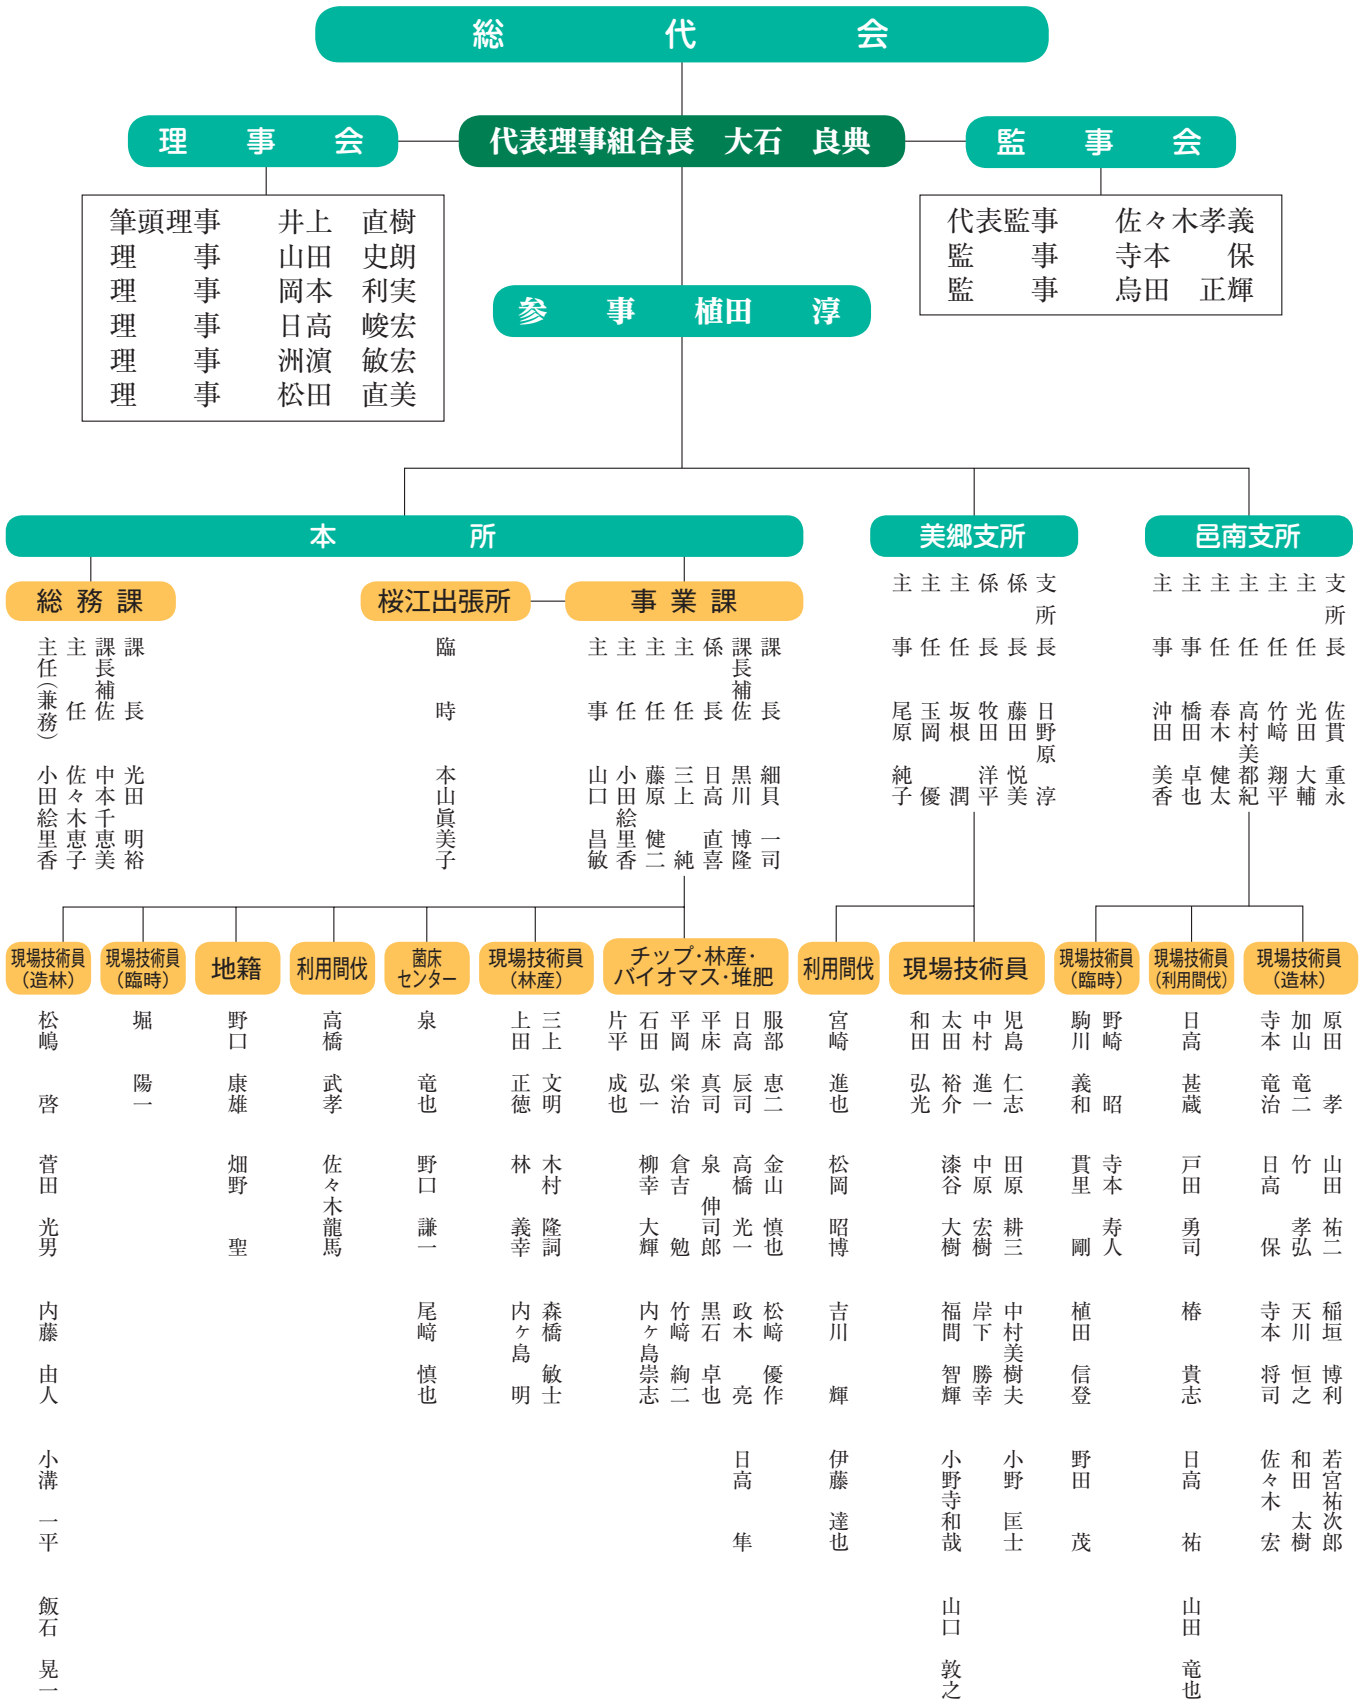 総代会
理事会
代表理事組合長 大石 良典
監事会
筆頭理事 井上 直樹
理事 山田 史朗
理事 岡本 利実
理事 日高 峻宏
理事 洲濵 敏宏
理事 松田 直美
代表監事 佐々木孝義
監事 寺本 保
監事 烏田 正輝
参事 植田 淳
本所
美郷支所
邑南支所
総務課
桜江出張所
事業課
課長 光田 明裕
課長補佐 中本千恵美
主任 佐々木恵子
主任(兼務) 小田絵里香
臨時 本山眞美子
課長 細貝 一司
課長補佐 黒川 博隆
係長 日高 直喜
主任 三上 純
主任 藤原 健二
主任 小田絵里香
主事 山口 昌敏
支所長 日野原 淳
係長 藤田 悦美
係長 牧田 洋平
主任 坂根 潤
主任 玉岡 優
主事 尾原 純子
支所長 佐貫 重永
主任 光田 大輔
主任 竹﨑 翔平
主任 高村美都紀
主任 春木 健太
主事 橋田 卓也
主事 沖田 美香
現場技術員(造林)
松嶋 啓
菅田 光男
内藤 由人
小溝 一平
飯石 晃一
現場技術員(臨時)
堀 陽一
地籍
野口 康雄
畑野 聖
利用間伐
高橋 武孝
佐々木龍馬
菌床センター
泉 竜也
野口 謙一
尾﨑 慎也
現場技術員(林産)
三上 文明
上田 正徳
木村 隆詞
林 義幸
森橋 敏士
内ヶ島 明
チップ・林産・
バイオマス・堆肥
服部 恵二
日高 辰司
平床 真司
平岡 栄治
石田 弘一
片平 成也
金山 慎也
高橋 光一
泉 伸司郎
倉吉 勉
柳幸 大輝
松﨑 優作
政木 亮
黒石 卓也
竹﨑 絢二
内ヶ島崇志
日高 隼
利用間伐
宮崎 進也
松岡 昭博
吉川 輝
伊藤 達也
現場技術員
児島 仁志
中村 進一
太田 裕介
和田 弘光
田原 耕三
中原 宏樹
漆谷 大樹
中村美樹夫
岸下 勝幸
福間 智輝
小野 匡士
小野寺和哉
山口 敦之
現場技術員(臨時)
野崎 昭
駒川 義和
寺本 寿人
貫里 剛
植田 信登
野田 茂
現場技術員(利用間伐)
日高 甚蔵
戸田 勇司
椿 貴志
日高 祐
山田 竜也
現場技術員(造林)
原田 孝
加山 竜二
寺本 竜治
山田 祐二
竹 孝弘
日高 保
稲垣 博利
天川 恒之
寺本 将司
若宮祐次郎
和田 太樹
佐々木 宏